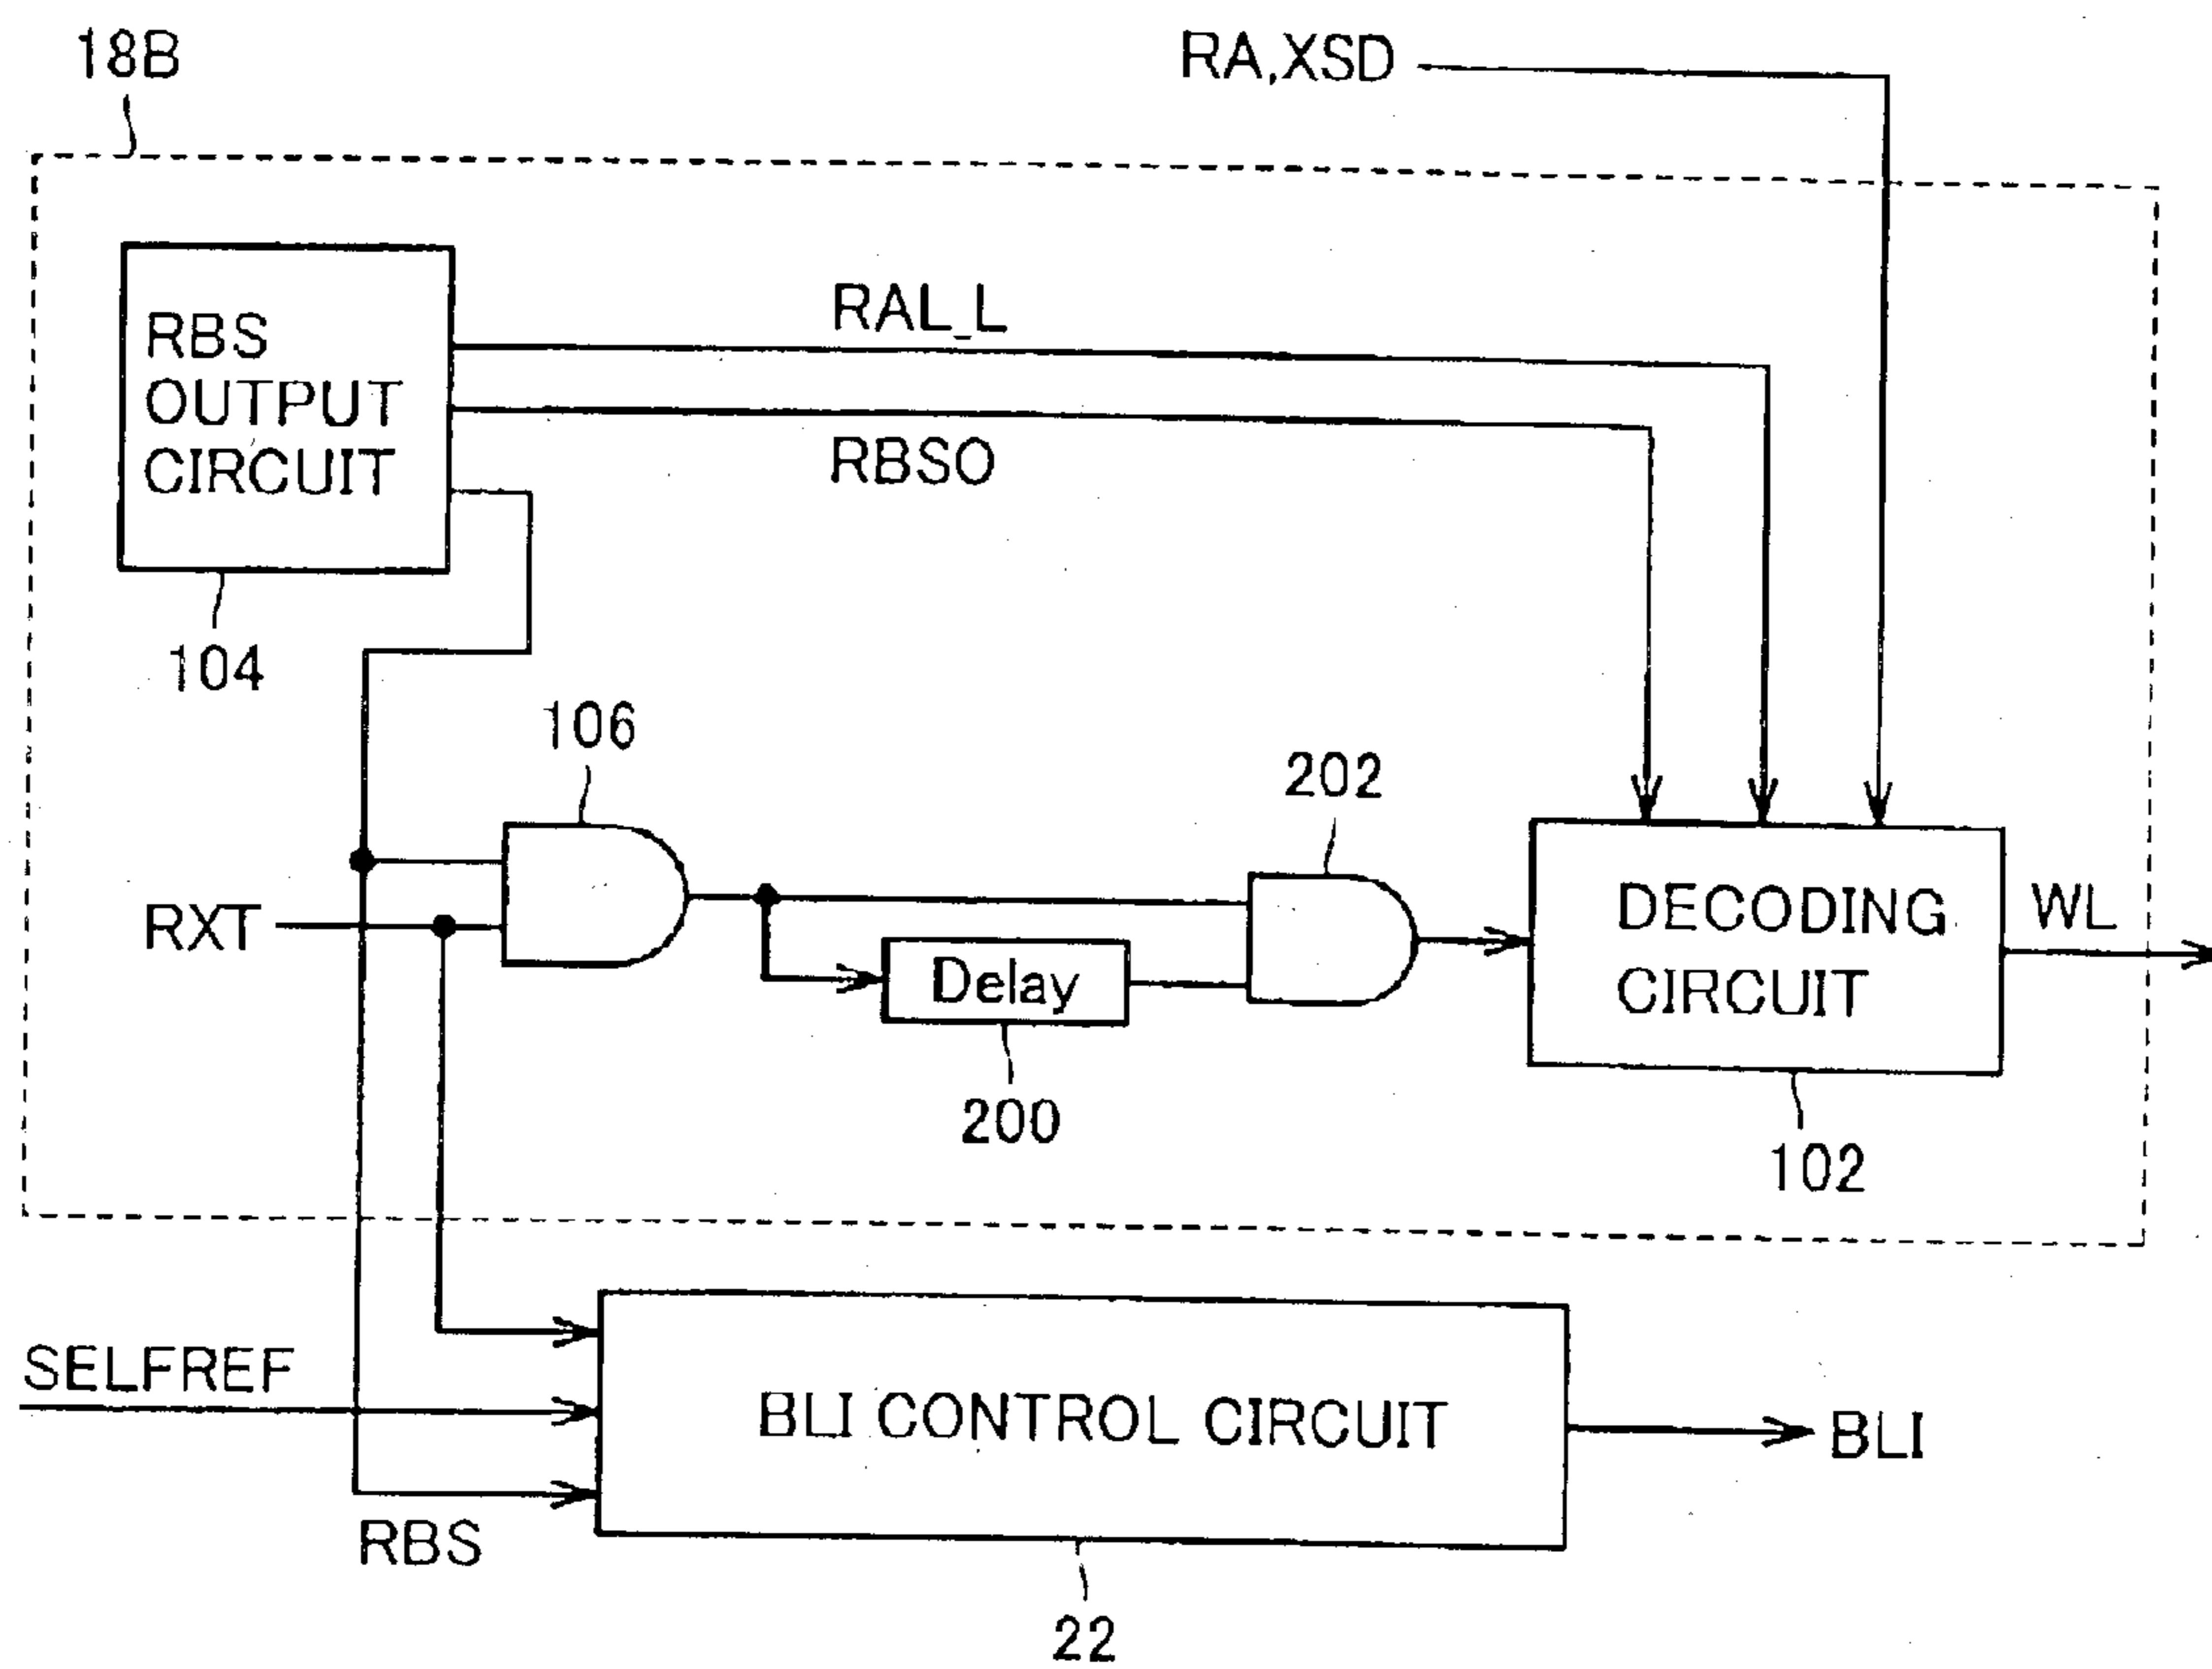 18B
RA,XSD
RBS
OUTPUT
CIRCUIT
RAL_L
RBSO
104
106
202
RXT
Delay
DECODING
CIRCUIT
WL
200
102
SELFREF
BLI CONTROL CIRCUIT
BLI
RBS
22